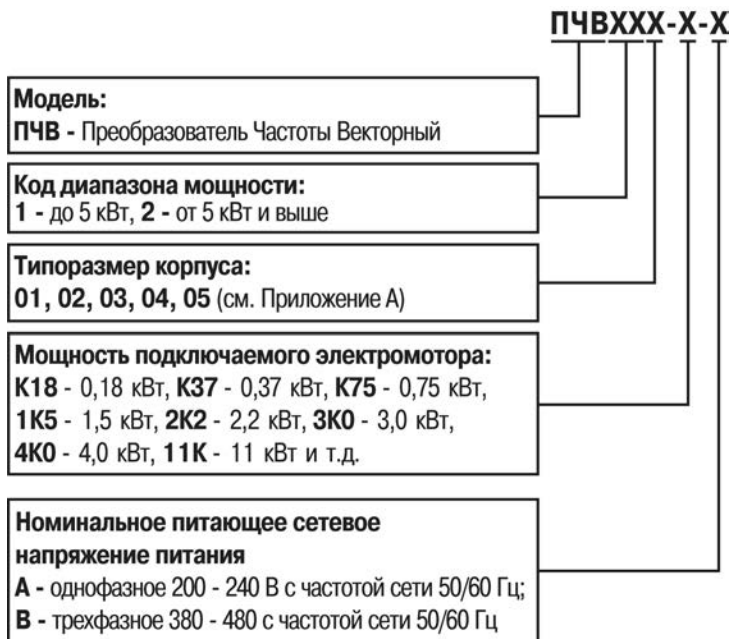 ПЧВХХХ-Х-Х
Модель:
ПЧВ - Преобразователь Частоты Векторный
Код диапазона мощности:
1 - до 5 кВт, 2 - от 5 кВт и выше
Типоразмер корпуса:
01, 02, 03, 04, 05 (см. Приложение А)
Мощность подключаемого электромотора:
К18 - 0,18 кВт, К37 - 0,37 кВт, К75 - 0,75 кВт,
1К5 - 1,5 кВт, 2К2 - 2,2 кВт, 3К0 - 3,0 кВт,
4К0 - 4,0 кВт, 11К - 11 кВт и т.д.
Номинальное питающее сетевое
напряжение питания
А - однофазное 200 - 240 В с частотой сети 50/60 Гц;
В - трехфазное 380 - 480 с частотой сети 50/60 Гц